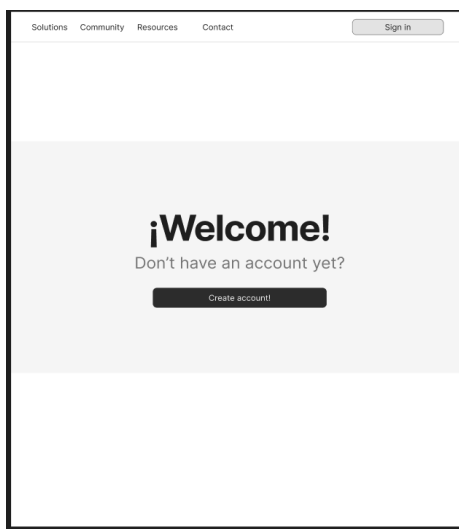 Solutions Community Resources Contact Sign in
¡Welcome!
Don't have an account yet?
Create account!